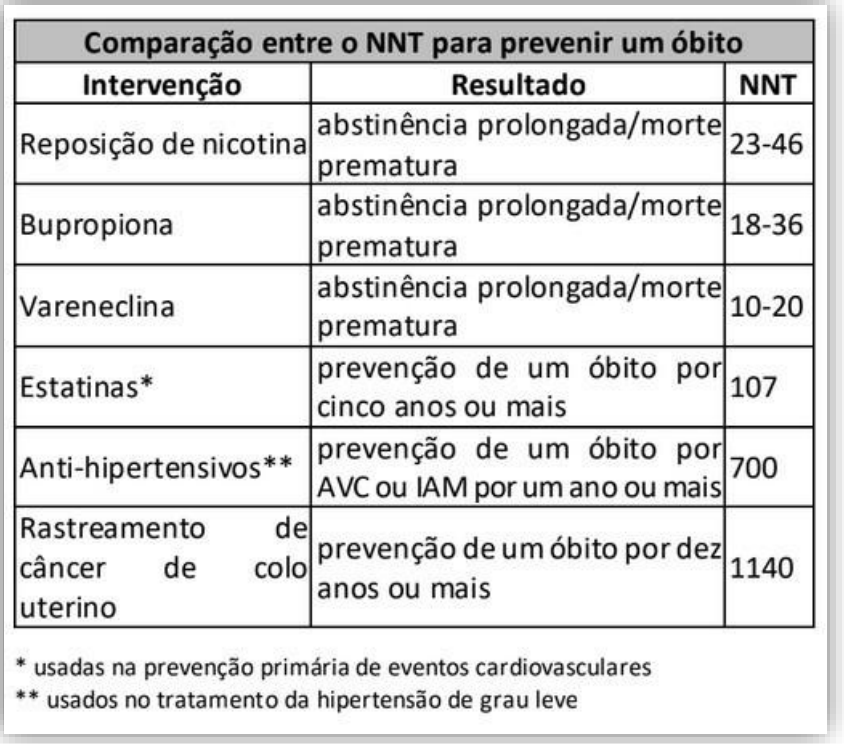 Comparação entre o NNT para prevenir um óbito
Intervenção Resultado NNT
Reposição de nicotina abstinência prolongada/morte prematura 23-46
Bupropiona abstinência prolongada/morte prematura 18-36
Vareneclina abstinência prolongada/morte prematura 10-20
Estatinas* prevenção de um óbito por cinco anos ou mais 107
Anti-hipertensivos** prevenção de um óbito por AVC ou IAM por um ano ou mais 700
Rastreamento de câncer de colo uterino prevenção de um óbito por dez anos ou mais 1140
* usadas na prevenção primária de eventos cardiovasculares
** usados no tratamento da hipertensão de grau leve